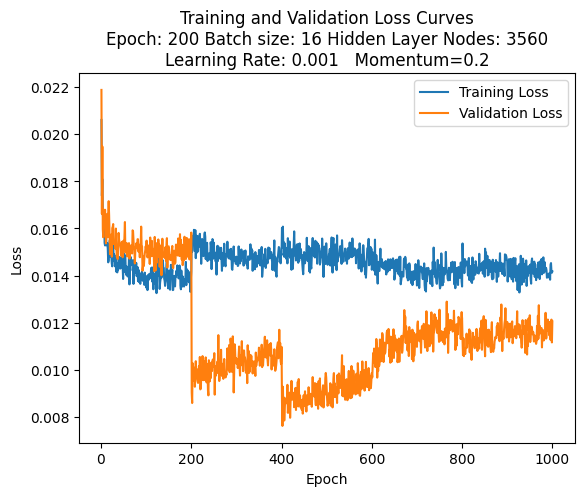 Training and Validation Loss Curves
Epoch: 200 Batch size: 16 Hidden Layer Nodes: 3560
Learning Rate: 0.001   Momentum=0.2
Training Loss
Validation Loss
0.022
0.020
0.018
0.016
0.014
0.012
0.010
0.008
Loss
0 200 400 600 800 1000
Epoch